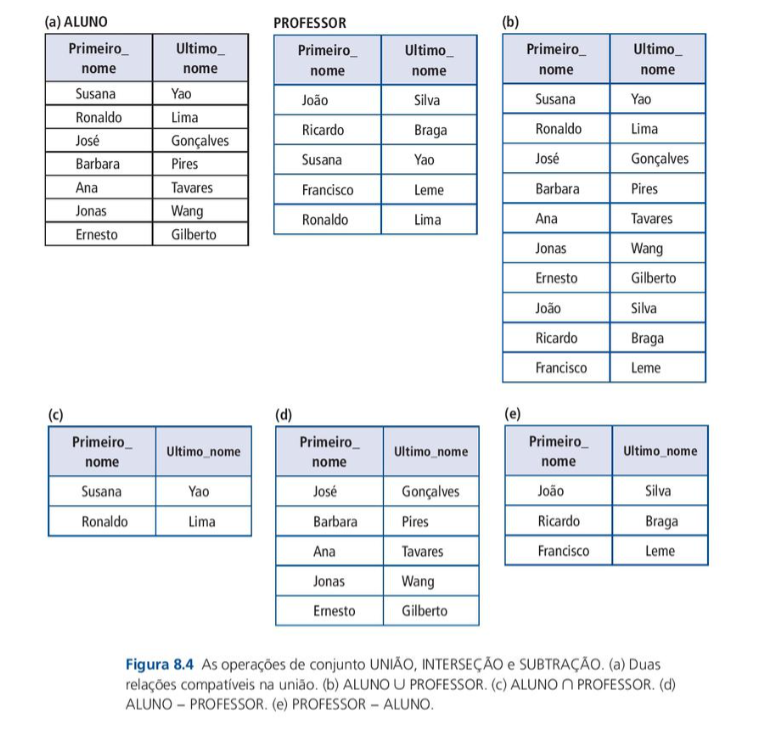 (a) ALUNO
Primeiro_ Ultimo_
nome nome
Susana Yao
Ronaldo Lima
José Gonçalves
Barbara Pires
Ana Tavares
Jonas Wang
Ernesto Gilberto
PROFESSOR
Primeiro_ Ultimo_
nome nome
João Silva
Ricardo Braga
Susana Yao
Francisco Leme
Ronaldo Lima
(b)
Primeiro_ Ultimo_
nome nome
Susana Yao
Ronaldo Lima
José Gonçalves
Barbara Pires
Ana Tavares
Jonas Wang
Ernesto Gilberto
João Silva
Ricardo Braga
Francisco Leme
(c)
Primeiro_ Ultimo_nome
nome
Susana Yao
Ronaldo Lima
(d)
Primeiro_ Ultimo_nome
nome
José Gonçalves
Barbara Pires
Ana Tavares
Jonas Wang
Ernesto Gilberto
(e)
Primeiro_ Ultimo_nome
nome
João Silva
Ricardo Braga
Francisco Leme
Figura 8.4 As operações de conjunto UNIÃO, INTERSEÇÃO e SUBTRAÇÃO. (a) Duas
relações compatíveis na união. (b) ALUNO ∪ PROFESSOR. (c) ALUNO ∩ PROFESSOR. (d)
ALUNO – PROFESSOR. (e) PROFESSOR – ALUNO.